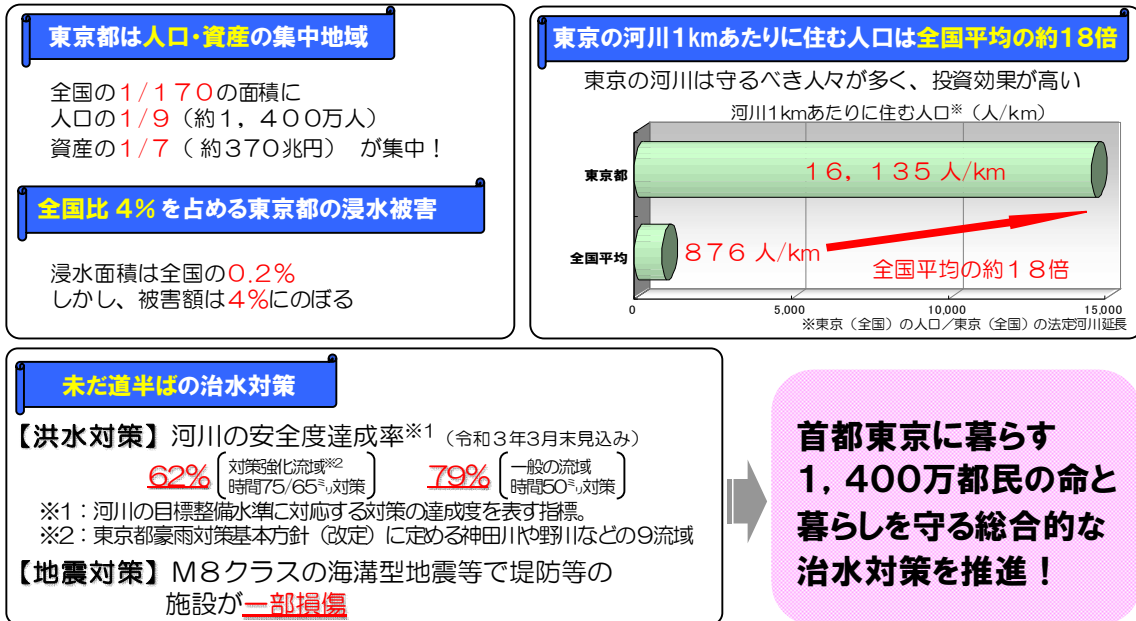 東京都は人口・資産の集中地域
全国の1/170の面積に
人口の1/9(約1,400万人)
資産の1/7(約370兆円) が集中!
全国比 4% を占める東京都の浸水被害
浸水面積は全国の0.2%
しかし、被害額は4%にのぼる
東京の河川1kmあたりに住む人口は全国平均の約18倍
東京の河川は守るべき人々が多く、投資効果が高い
河川1kmあたりに住む人口※(人/km)
東京都
16,135 人/km
全国平均
876 人/km
全国平均の約18倍
0 5,000 10,000 15,000
※東京(全国)の人口/東京(全国)の法定河川延長
未だ道半ばの治水対策
【洪水対策】河川の安全度達成率※1(令和3年3月末見込み)
62% 対策強化流域※2 時間75/65ミリ対策
79% 一般の流域 時間50ミリ対策
※1:河川の目標整備水準に対応する対策の達成度を表す指標。
※2:東京都豪雨対策基本方針(改定)に定める神田川や野川などの9流域
【地震対策】M8クラスの海溝型地震等で堤防等の
施設が一部損傷
首都東京に暮らす
1,400万都民の命と
暮らしを守る総合的な
治水対策を推進!